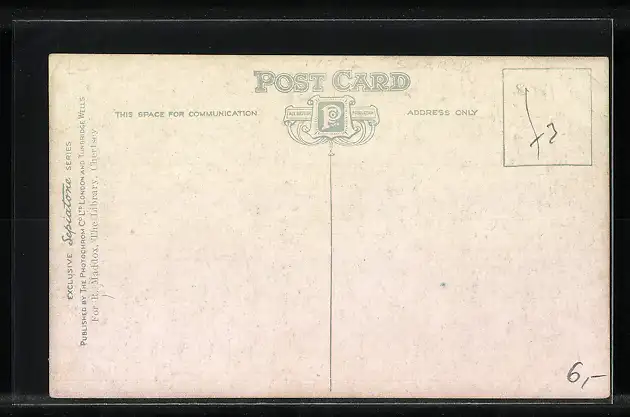 POST CARD
THIS SPACE FOR COMMUNICATION
ADDRESS ONLY
EXCLUSIVE Sepiatone SERIES
PUBLISHED BY THE PHOTOCHROM CO LTD LONDON AND TUNBRIDGE WELLS
For R. Maddox, The Library, Chertsey
6,-